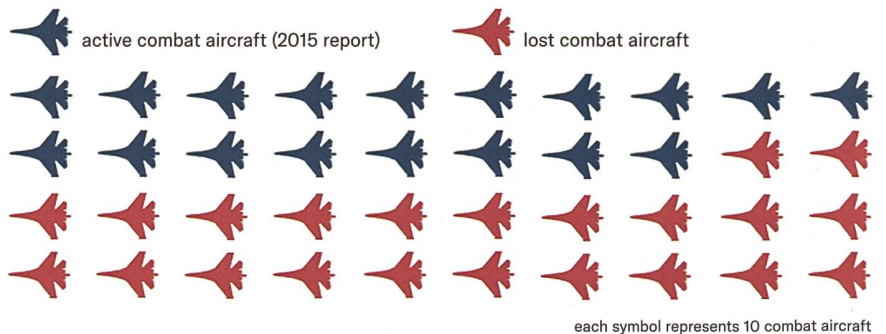 active combat aircraft (2015 report)
lost combat aircraft
each symbol represents 10 combat aircraft